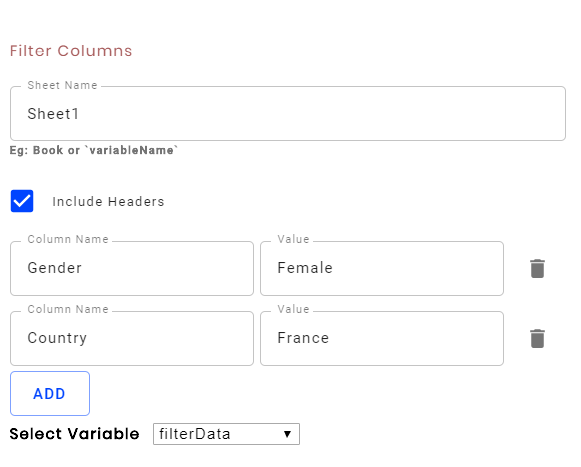 Filter Columns
Sheet Name
Sheet1
Eg: Book or `variableName`
Include Headers
Column Name Value
Gender Female
Column Name Value
Country France
ADD
Select Variable filterData